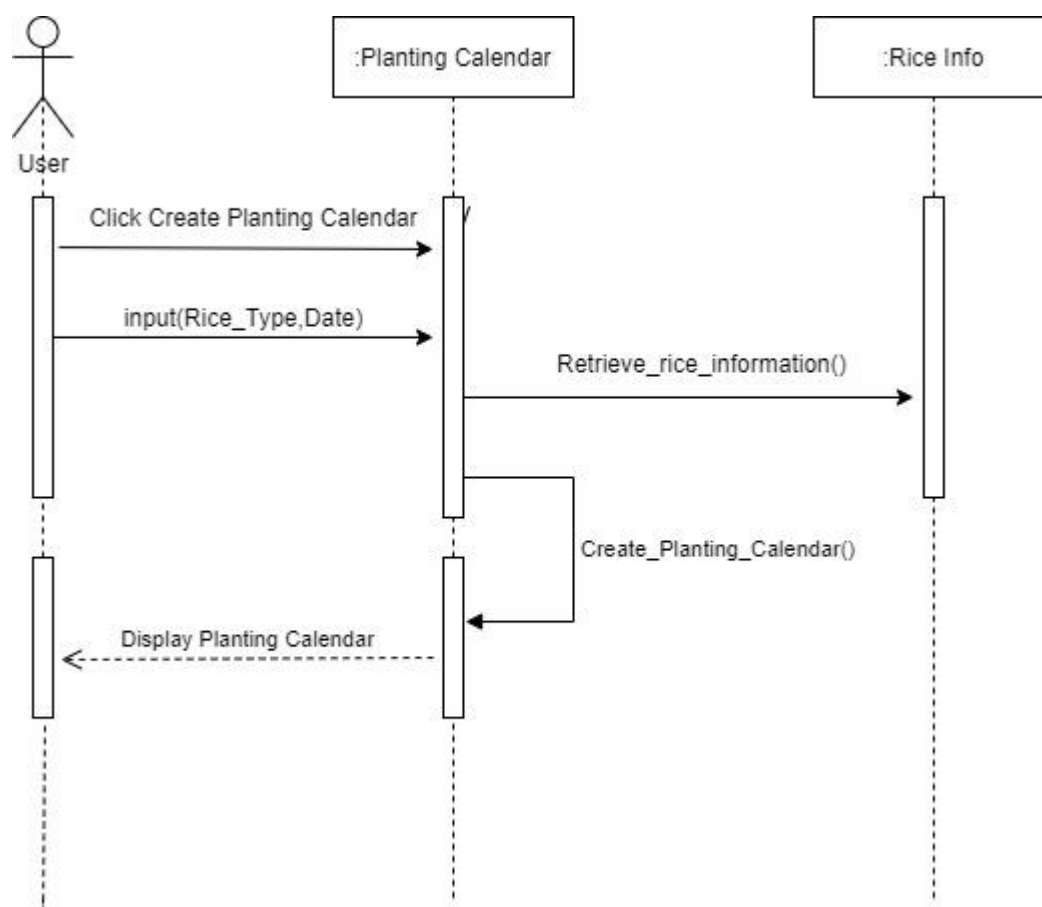 :Planting Calendar
:Rice Info
User
Click Create Planting Calendar /
input(Rice_Type,Date)
Retrieve_rice_information()
Create_Planting_Calendar()
Display Planting Calendar